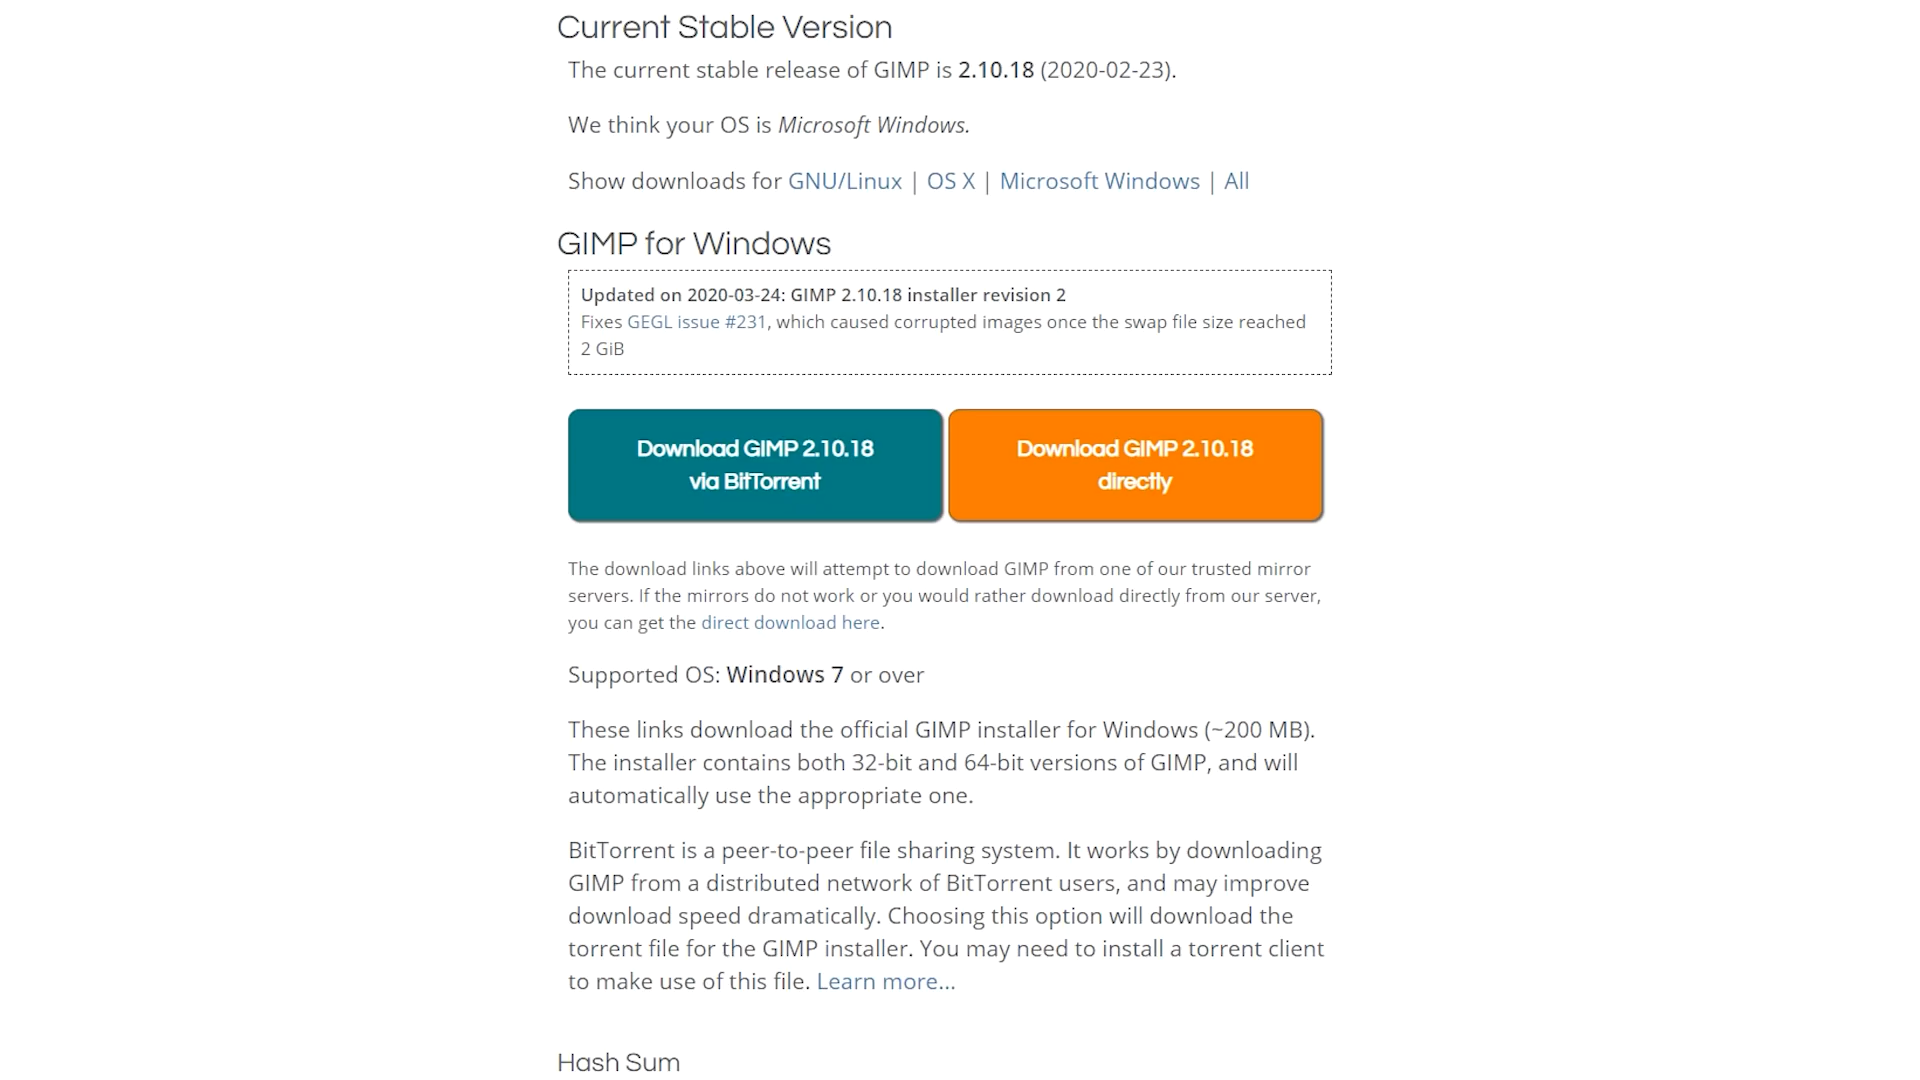 Current Stable Version
The current stable release of GIMP is 2.10.18 (2020-02-23).
We think your OS is Microsoft Windows.
Show downloads for GNU/Linux | OS X | Microsoft Windows | All
GIMP for Windows
Updated on 2020-03-24: GIMP 2.10.18 installer revision 2
Fixes GEGL issue #231, which caused corrupted images once the swap file size reached
2 GiB
Download GIMP 2.10.18
via BitTorrent
Download GIMP 2.10.18
directly
The download links above will attempt to download GIMP from one of our trusted mirror
servers. If the mirrors do not work or you would rather download directly from our server,
you can get the direct download here.
Supported OS: Windows 7 or over
These links download the official GIMP installer for Windows (~200 MB).
The installer contains both 32-bit and 64-bit versions of GIMP, and will
automatically use the appropriate one.
BitTorrent is a peer-to-peer file sharing system. It works by downloading
GIMP from a distributed network of BitTorrent users, and may improve
download speed dramatically. Choosing this option will download the
torrent file for the GIMP installer. You may need to install a torrent client
to make use of this file. Learn more...
Hash Sum